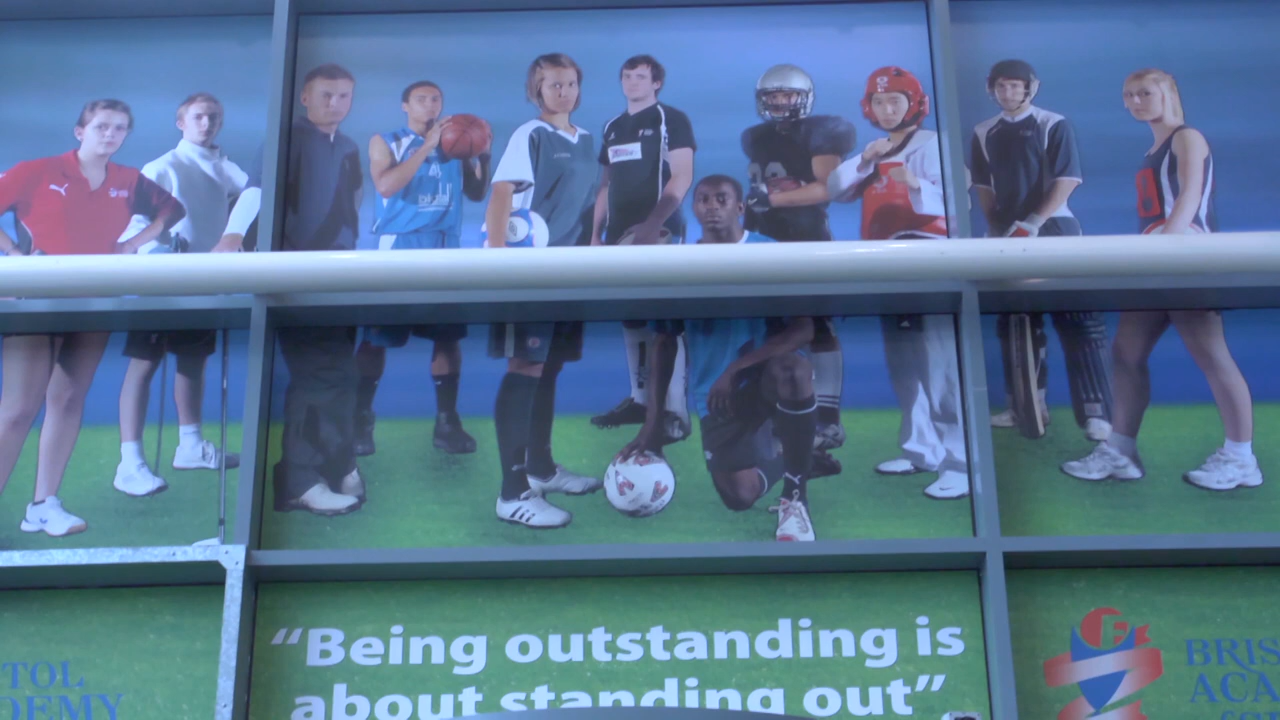 “Being outstanding is
about standing out”
TOL
DEMY
BRIS
ACA